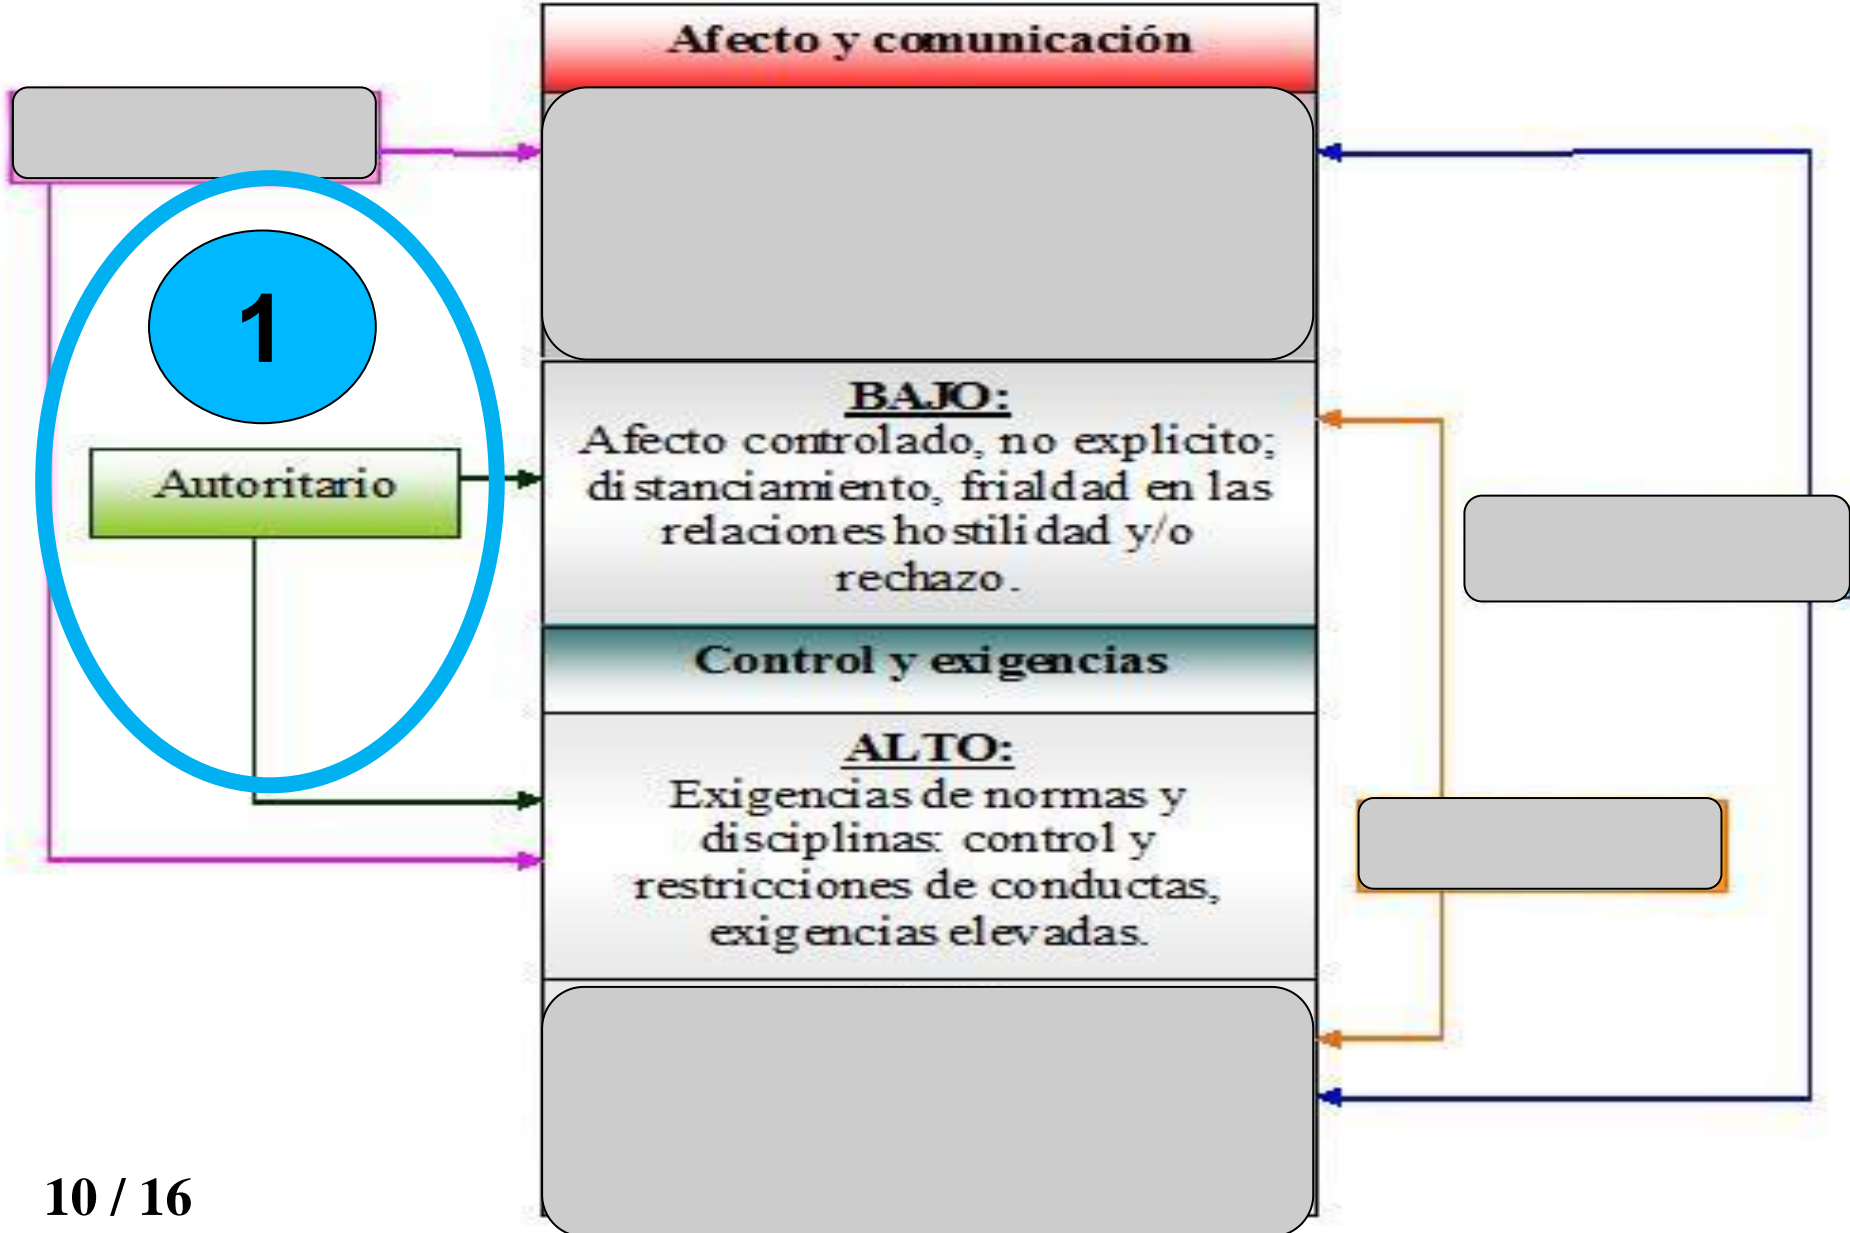 Afecto y comunicación
1
BAJO:
Afecto controlado, no explicito;
distanciamiento, frialdad en las
relaciones hostilidad y/o
rechazo.
Autoritario
Control y exigencias
ALTO:
Exigencias de normas y
disciplinas: control y
restricciones de conductas,
exigencias elevadas.
10 / 16